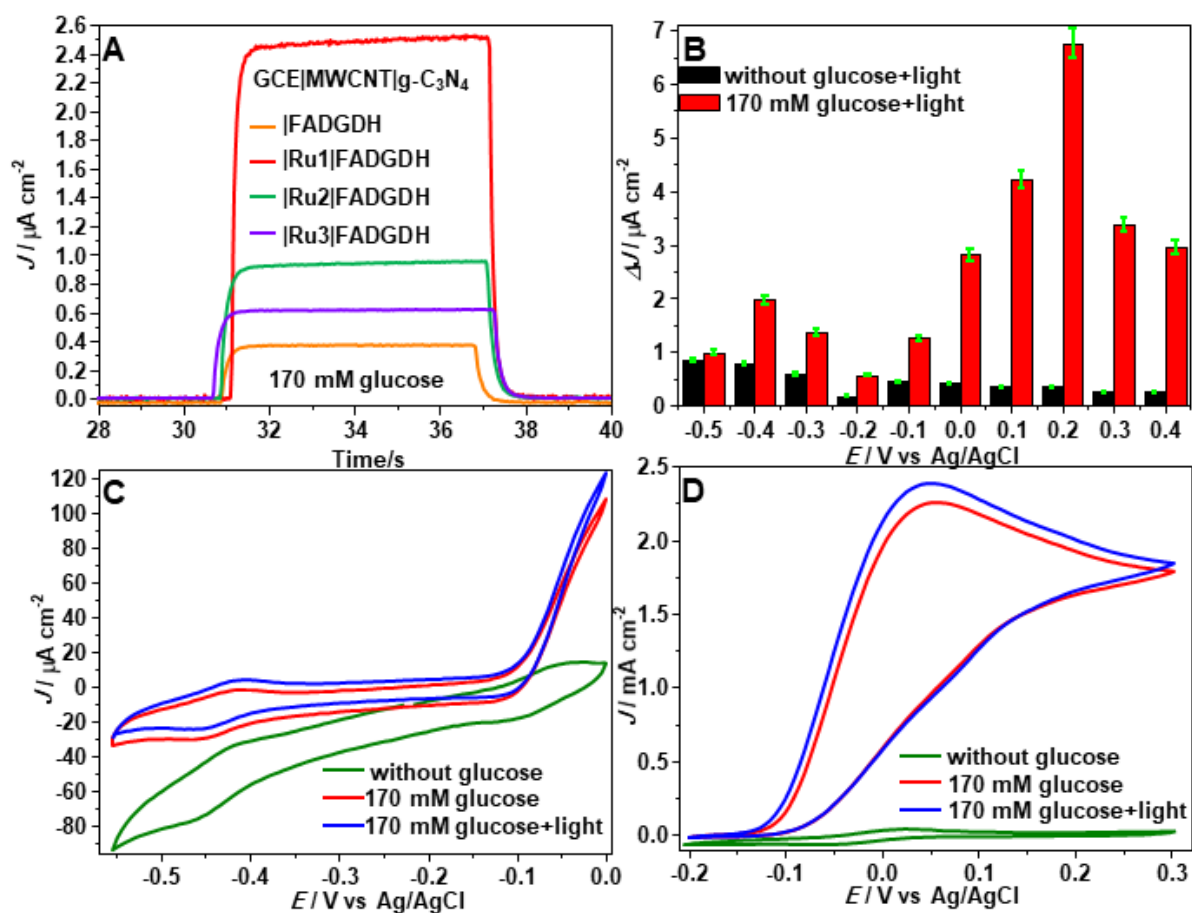 A
2.6
2.4
2.2
2.0
1.8
1.6
1.4
1.2
1.0
0.8
0.6
0.4
0.2
0.0
J / µA cm⁻²
GCE|MWCNT|g-C₃N₄
|FADGDH
|Ru1|FADGDH
|Ru2|FADGDH
|Ru3|FADGDH
170 mM glucose
28 30 32 34 36 38 40
Time/s
B
7
6
5
4
3
2
1
0
ΔJ / µA cm⁻²
without glucose+light
170 mM glucose+light
-0.5 -0.4 -0.3 -0.2 -0.1 0.0 0.1 0.2 0.3 0.4
E / V vs Ag/AgCl
C
120
100
80
60
40
20
0
-20
-40
-60
-80
J / µA cm⁻²
without glucose
170 mM glucose
170 mM glucose+light
-0.5 -0.4 -0.3 -0.2 -0.1 0.0
E / V vs Ag/AgCl
D
2.5
2.0
1.5
1.0
0.5
0.0
J / mA cm⁻²
without glucose
170 mM glucose
170 mM glucose+light
-0.2 -0.1 0.0 0.1 0.2 0.3
E / V vs Ag/AgCl